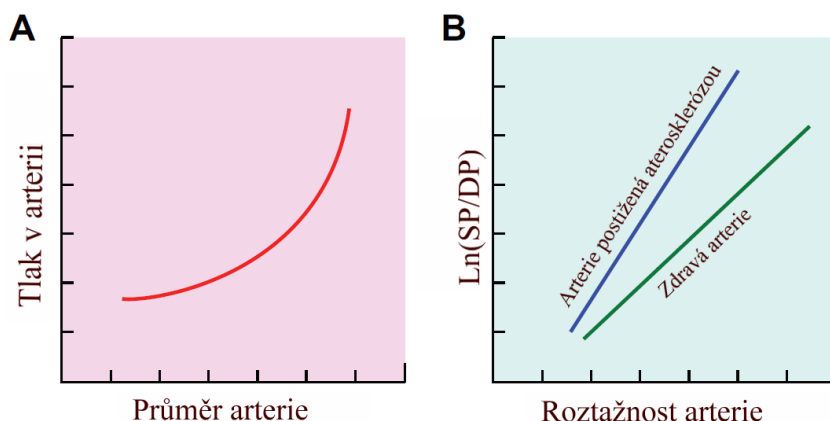 A
Tlak v arterii
Průměr arterie
B
Ln(SP/DP)
Arterie postižená aterosklerózou
Zdravá arterie
Roztažnost arterie